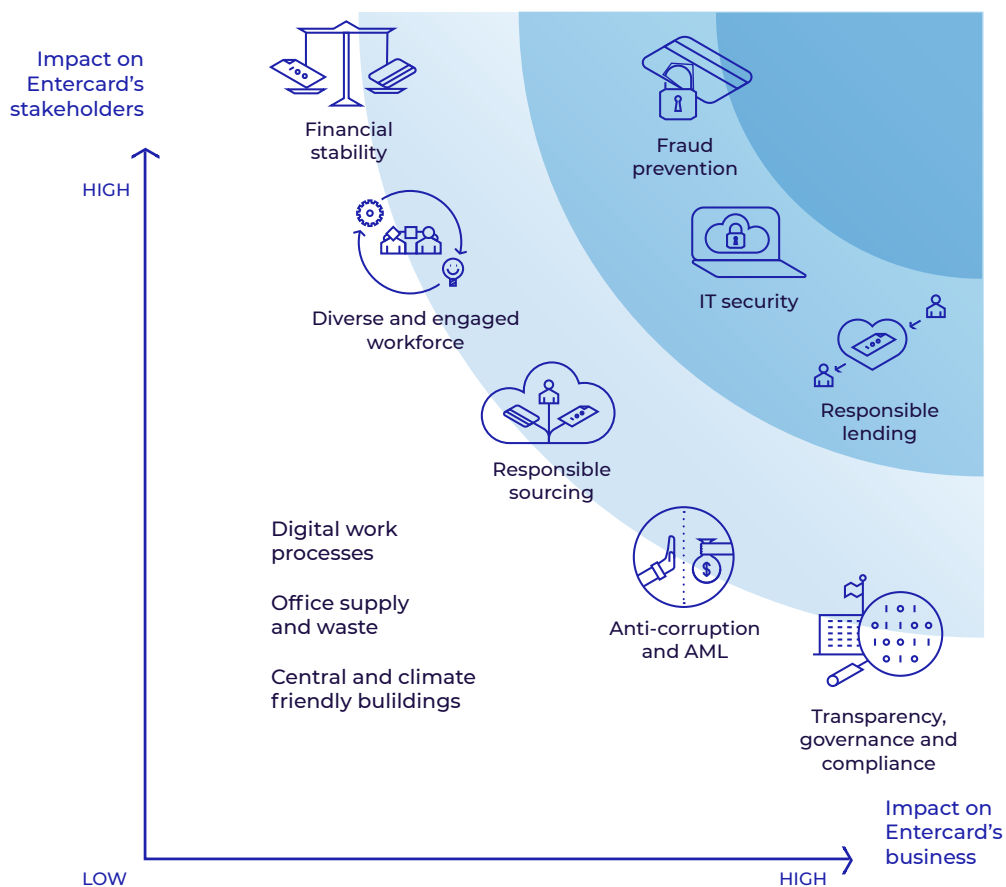 Impact on
Entercard’s
stakeholders
HIGH
Financial
stability
Fraud
prevention
Diverse and engaged
workforce
IT security
Responsible
lending
Responsible
sourcing
Digital work
processes
Office supply
and waste
Central and climate
friendly bulildings
$
Anti-corruption
and AML
Transparency,
governance and
compliance
Impact on
Entercard’s
business
LOW
HIGH